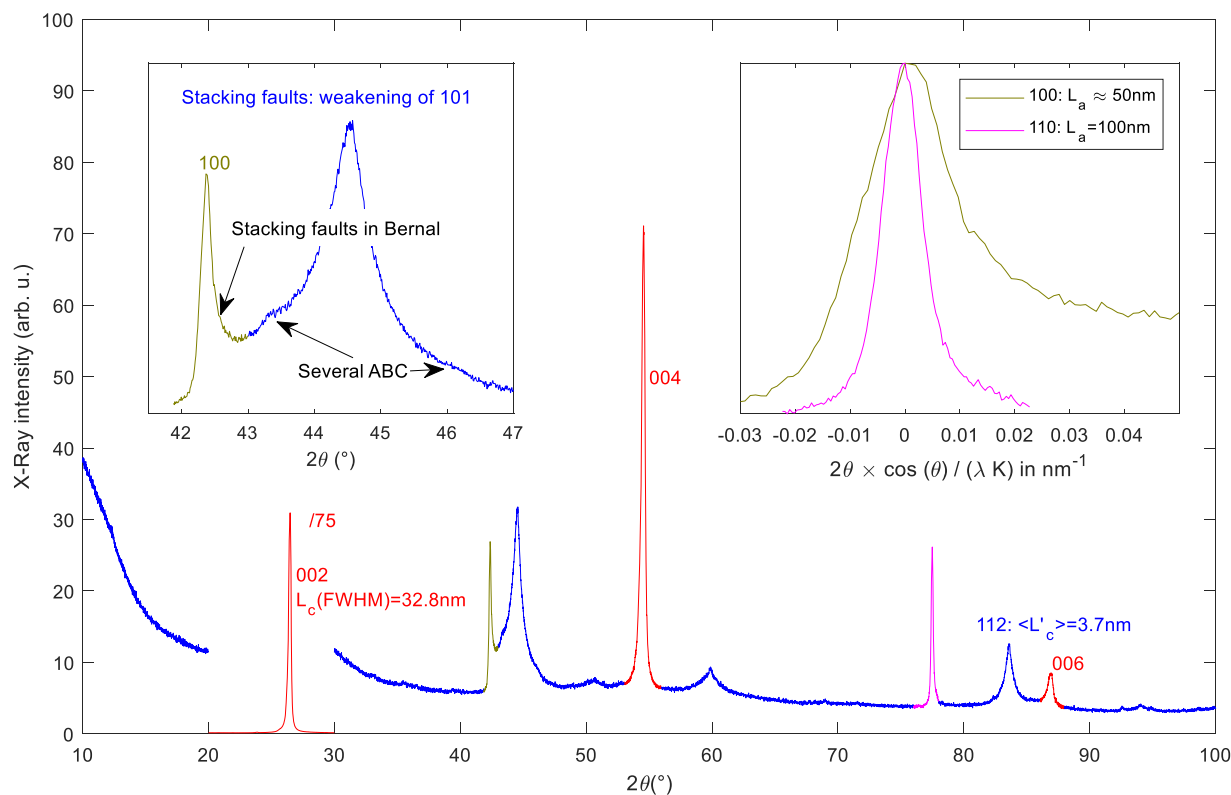 X-Ray intensity (arb. u.)
100
90
80
70
60
50
40
30
20
10
0
10 20 30 40 50 60 70 80 90 100
2θ(°)
Stacking faults: weakening of 101
100
Stacking faults in Bernal
Several ABC
42 43 44 45 46 47
2θ (°)
100: La ≈ 50nm
110: La=100nm
-0.03 -0.02 -0.01 0 0.01 0.02 0.03 0.04
2θ × cos (θ) / (λ K) in nm-1
004
/75
002
Lc(FWHM)=32.8nm
112: <L'c>=3.7nm
006